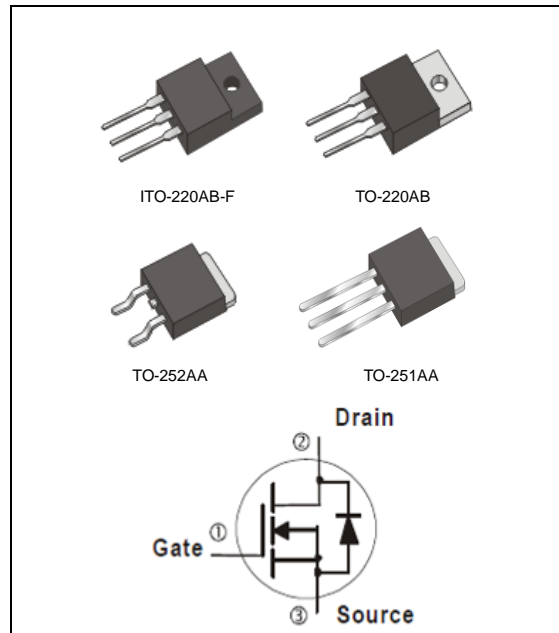 ITO-220AB-F
TO-220AB
TO-252AA
TO-251AA
Drain
②
①
Gate
③
Source